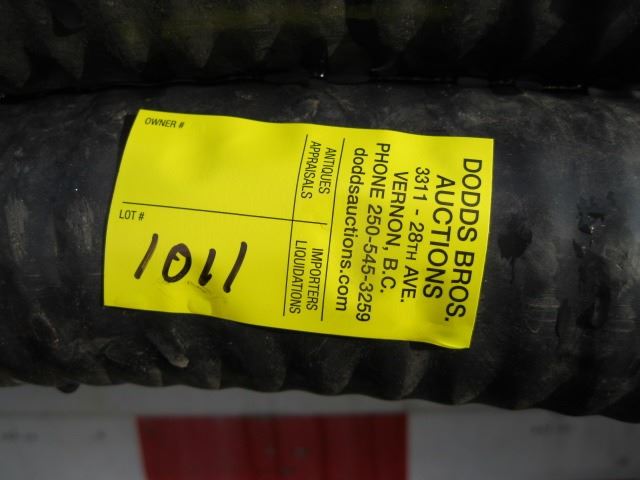 DODDS BROS.
AUCTIONS
3311 - 28TH AVE.
VERNON, B.C.
PHONE 250-545-3259
doddsauctions.com
ANTIQUES
APPRAISALS
IMPORTERS
LIQUIDATIONS
OWNER #
LOT #
1011